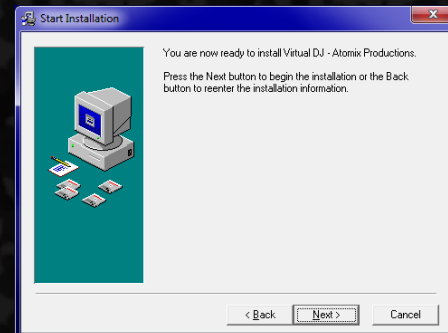 Start Installation
You are now ready to install Virtual DJ - Atomix Productions.
Press the Next button to begin the installation or the Back
button to reenter the installation information.
< Back
Next >
Cancel